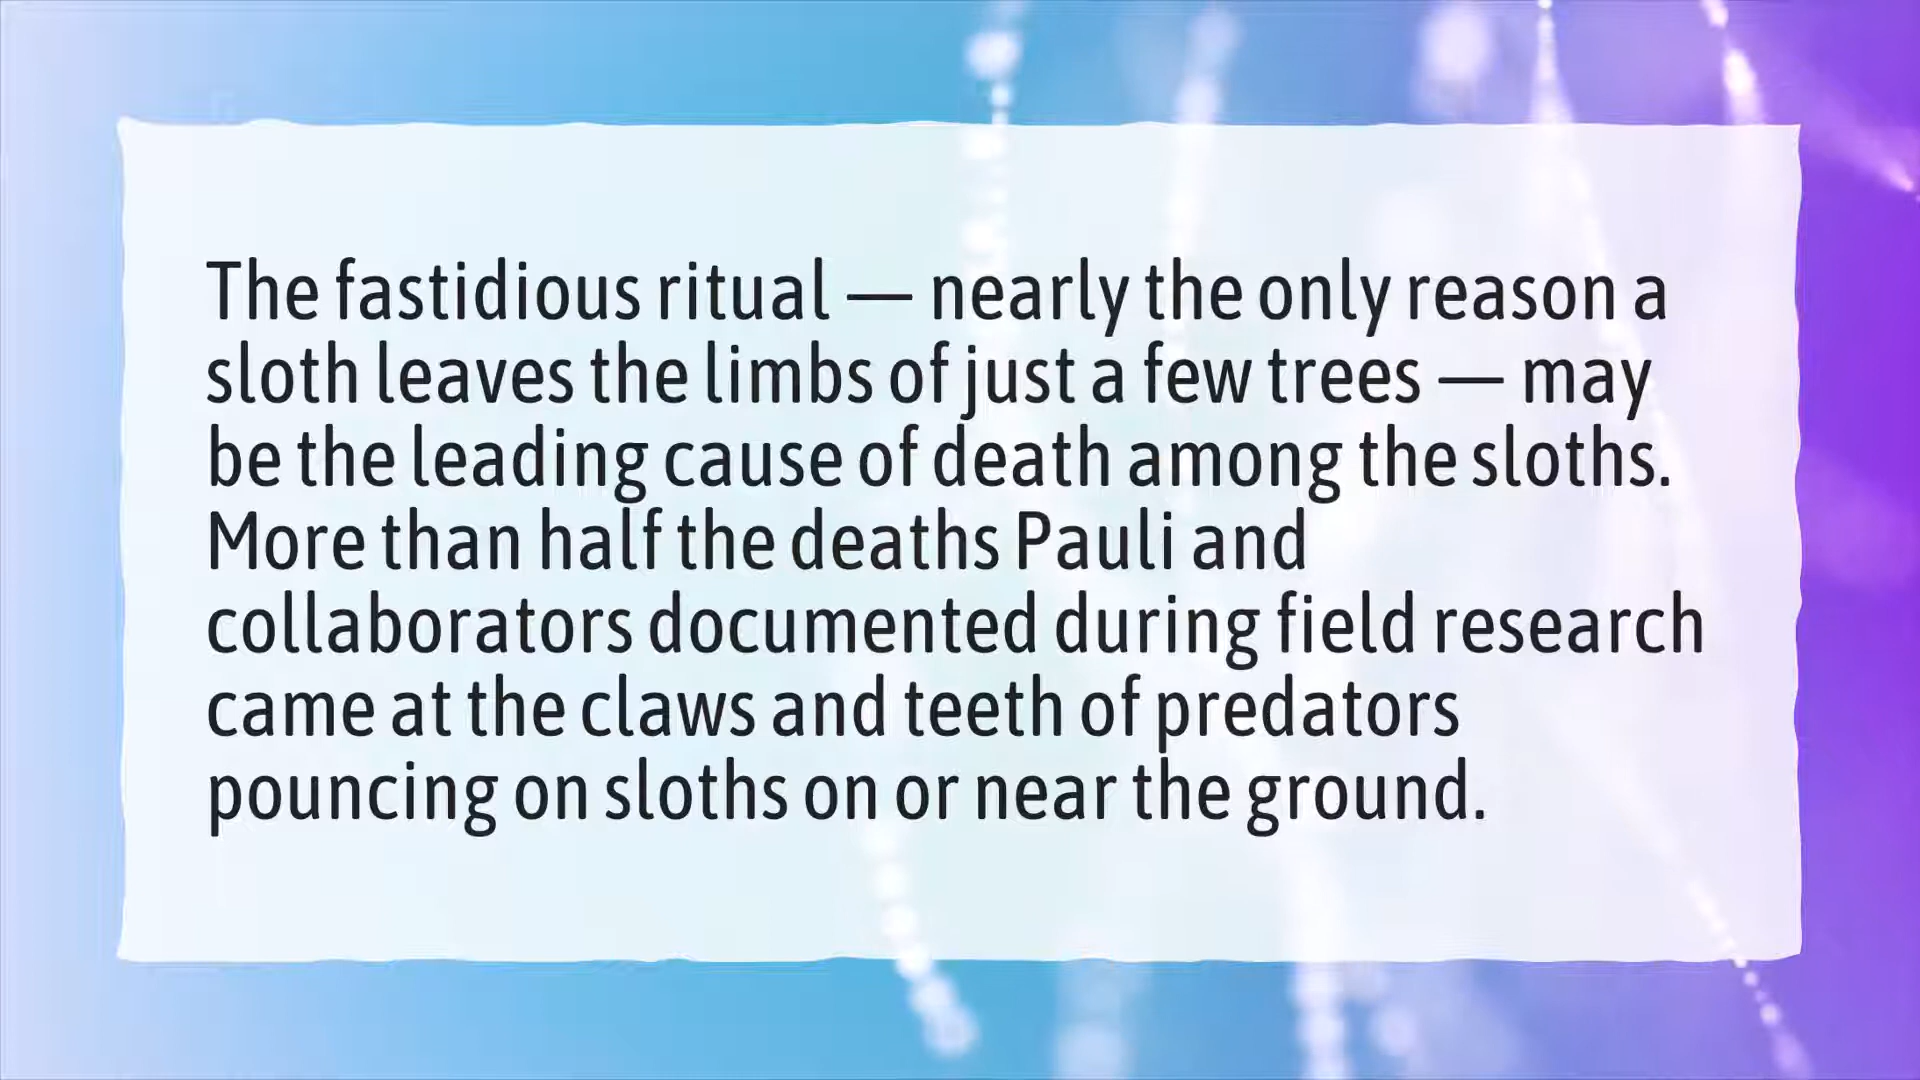 The fastidious ritual — nearly the only reason a
sloth leaves the limbs of just a few trees — may
be the leading cause of death among the sloths.
More than half the deaths Pauli and
collaborators documented during field research
came at the claws and teeth of predators
pouncing on sloths on or near the ground.